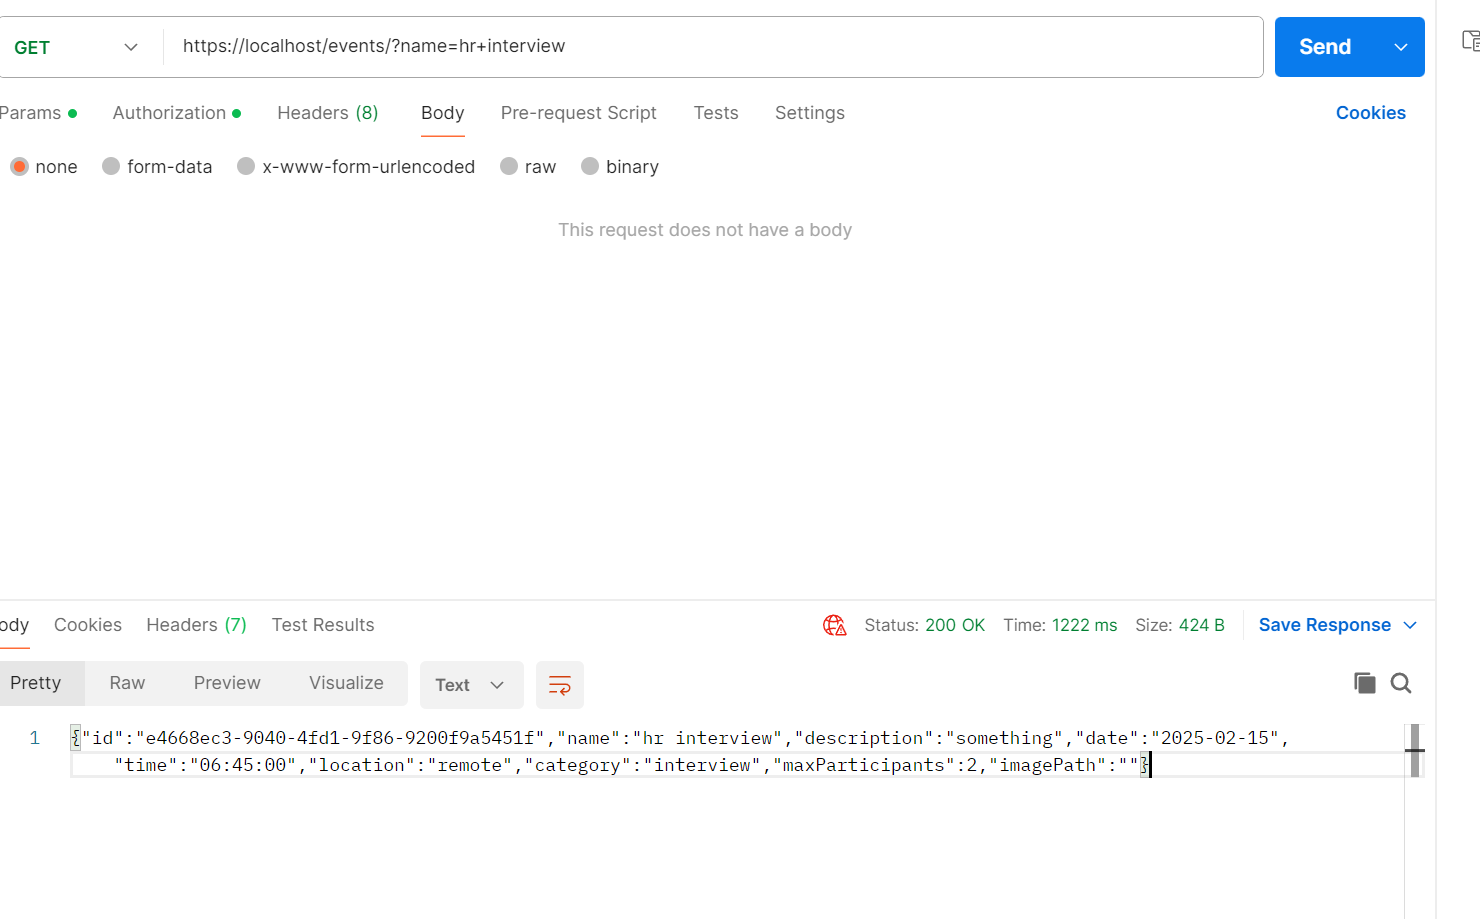 GET
https://localhost/events/?name=hr+interview
Send
Params
Authorization
Headers (8)
Body
Pre-request Script
Tests
Settings
Cookies
none
form-data
x-www-form-urlencoded
raw
binary
This request does not have a body
ody
Cookies
Headers (7)
Test Results
Status: 200 OK
Time: 1222 ms
Size: 424 B
Save Response
Pretty
Raw
Preview
Visualize
Text
1
{"id":"e4668ec3-9040-4fd1-9f86-9200f9a5451f","name":"hr interview","description":"something","date":"2025-02-15",
"time":"06:45:00","location":"remote","category":"interview","maxParticipants":2,"imagePath":""}